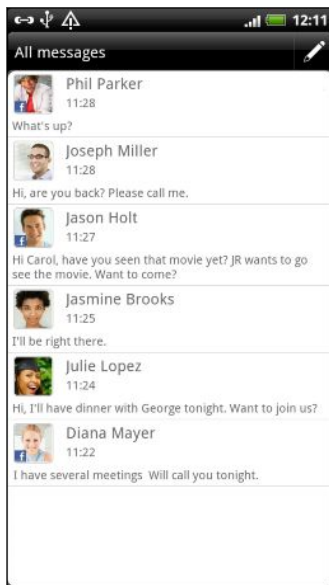 12:11
All messages
Phil Parker
11:28
What's up?
Joseph Miller
11:28
Hi, are you back? Please call me.
Jason Holt
11:27
Hi Carol, have you seen that movie yet? JR wants to go
see the movie. Want to come?
Jasmine Brooks
11:25
I'll be right there.
Julie Lopez
11:24
Hi, I'll have dinner with George tonight. Want to join us?
Diana Mayer
11:22
I have several meetings  Will call you tonight.